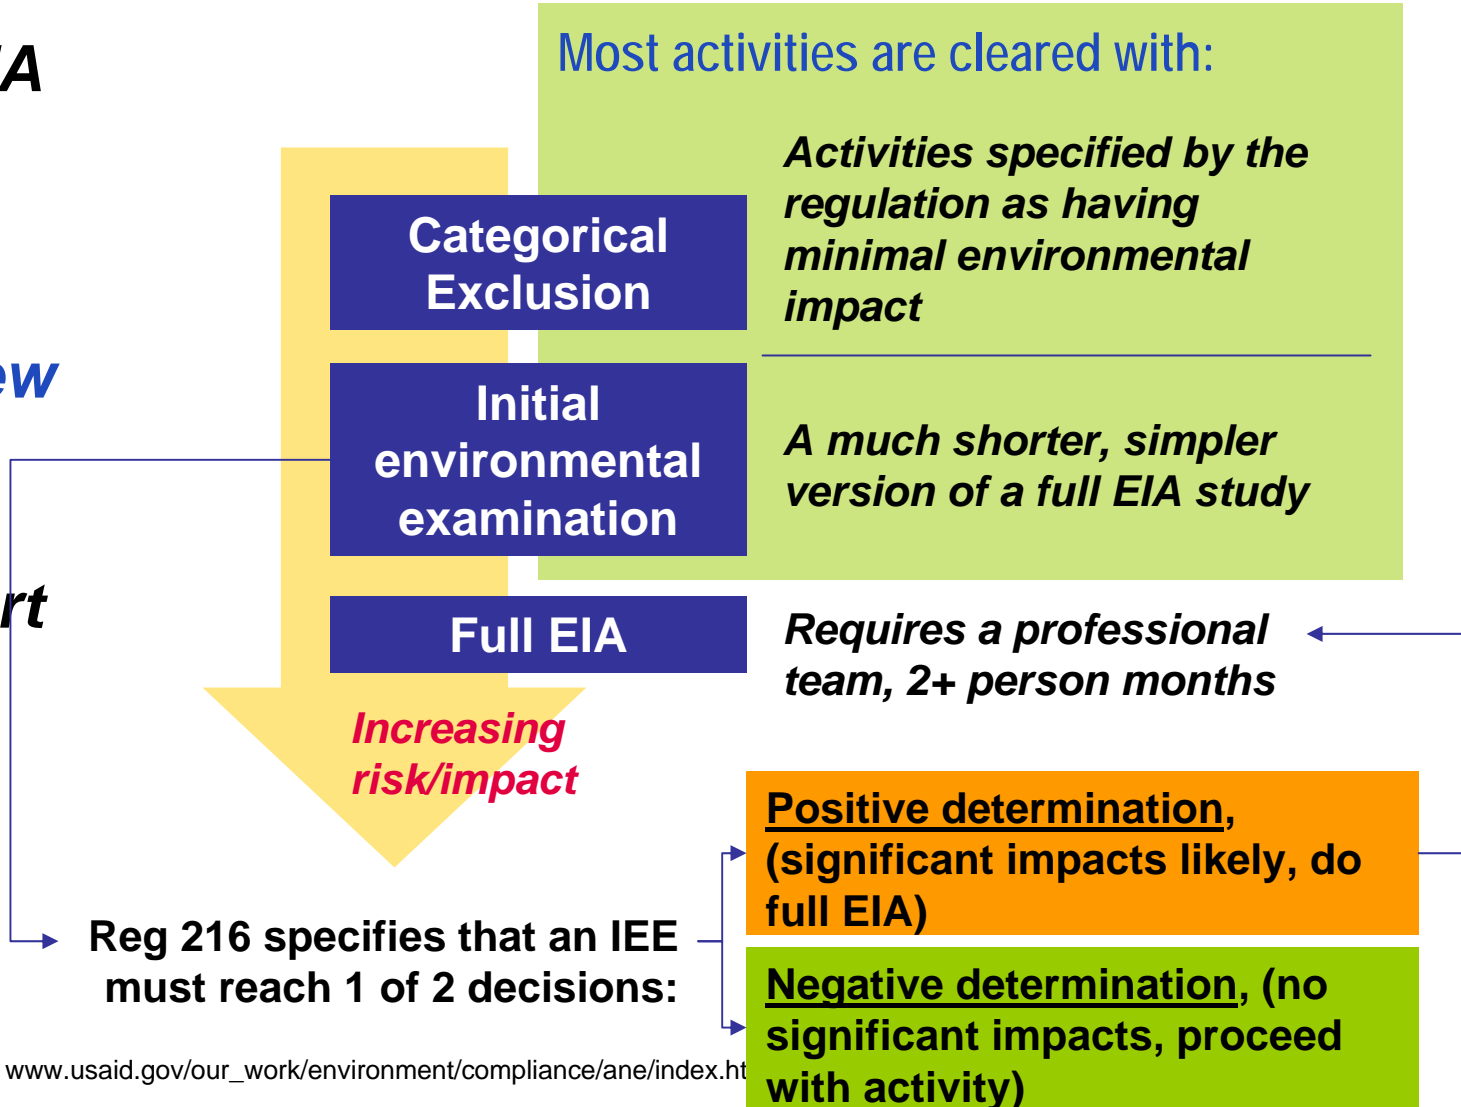 Most activities are cleared with:
Categorical
Exclusion
Activities specified by the
regulation as having
minimal environmental
impact
Initial
environmental
examination
A much shorter, simpler
version of a full EIA study
Full EIA
Requires a professional
team, 2+ person months
Increasing
risk/impact
Reg 216 specifies that an IEE
must reach 1 of 2 decisions:
Positive determination,
(significant impacts likely, do
full EIA)
Negative determination, (no
significant impacts, proceed
with activity)
www.usaid.gov/our_work/environment/compliance/ane/index.ht